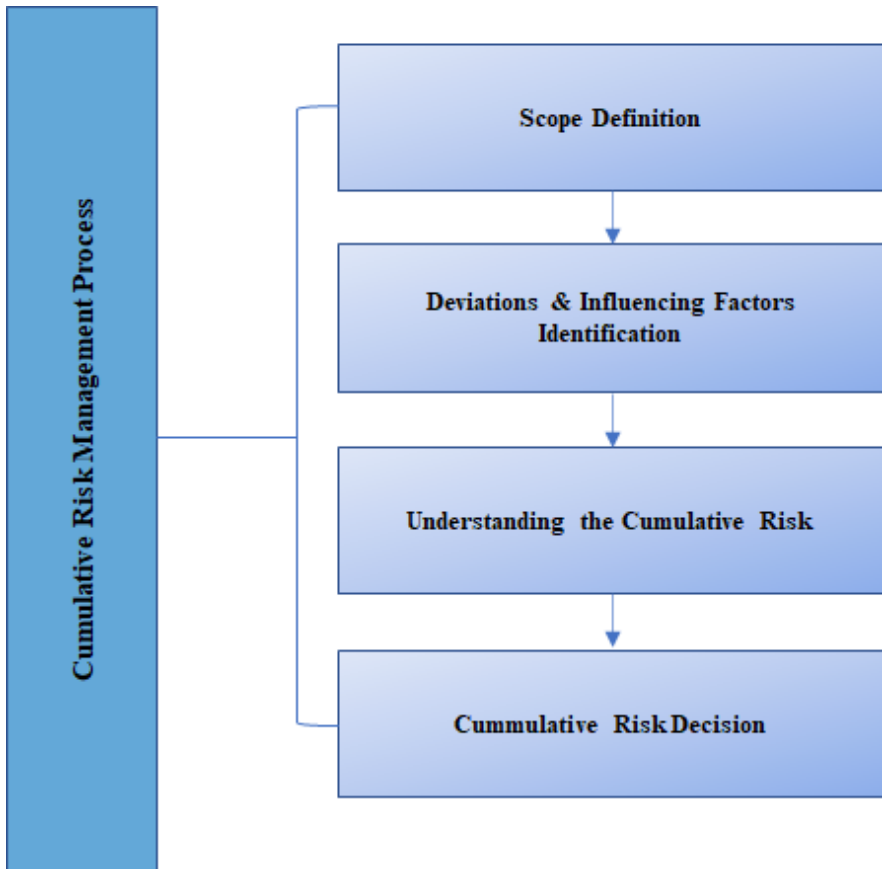 Cumulative Risk Management Process
Scope Definition
Deviations & Influencing Factors
Identification
Understanding the Cumulative Risk
Cummulative Risk Decision